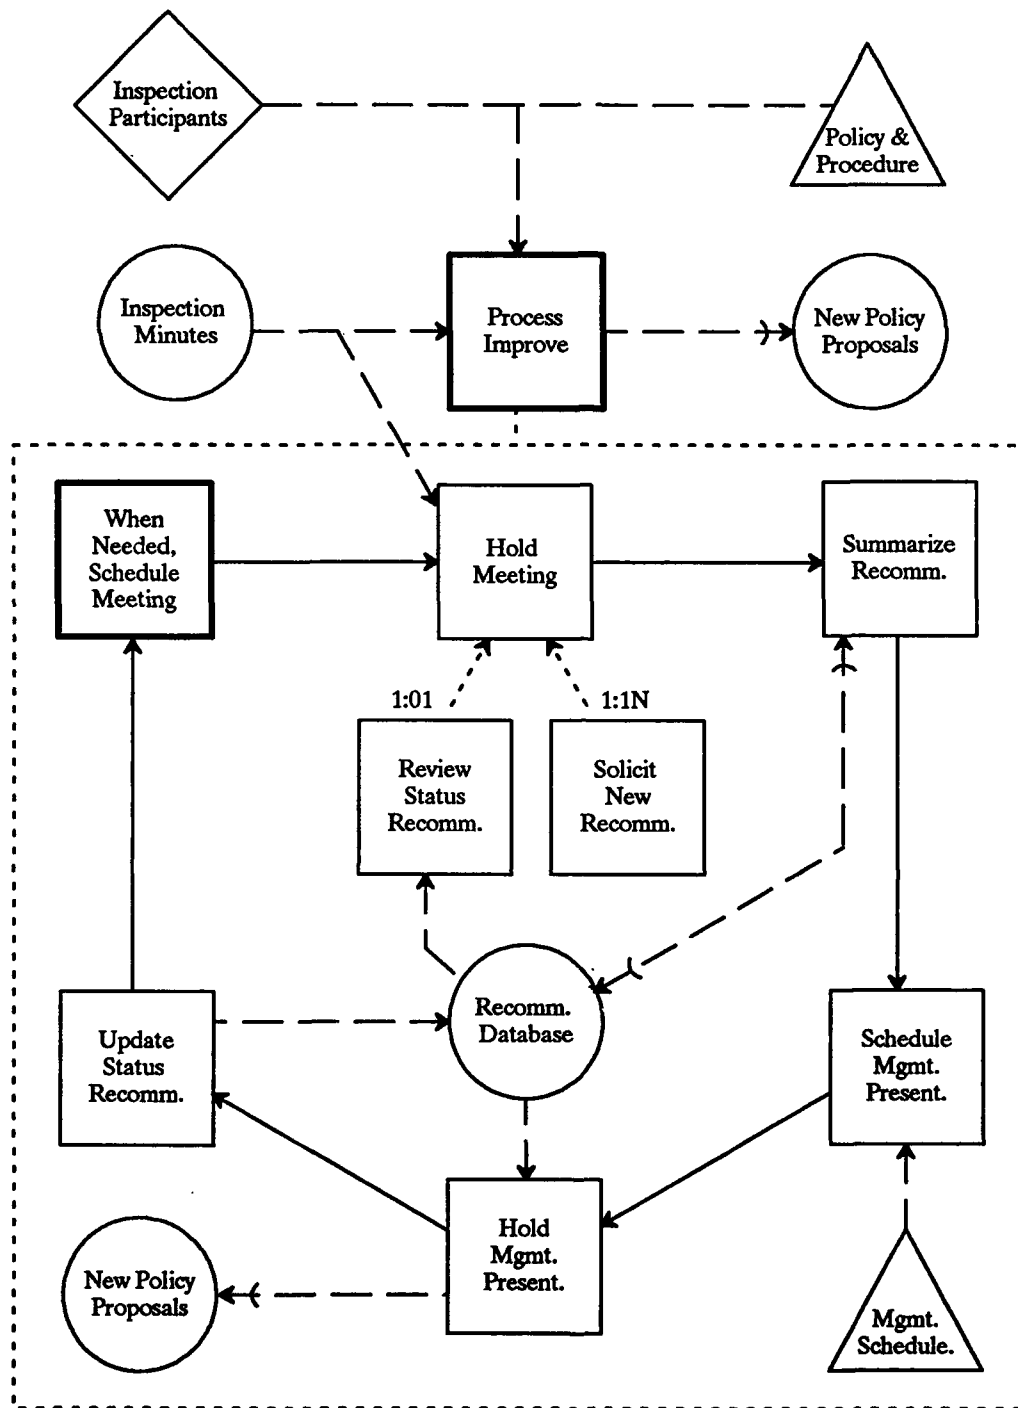 Inspection
Participants
Policy &
Procedure
Inspection
Minutes
Process
Improve
New Policy
Proposals
When
Needed,
Schedule
Meeting
Hold
Meeting
Summarize
Recomm.
1:01
1:1N
Review
Status
Recomm.
Solicit
New
Recomm.
Update
Status
Recomm.
Recomm.
Database
Schedule
Mgmt.
Present.
Hold
Mgmt.
Present.
New Policy
Proposals
Mgmt.
Schedule.